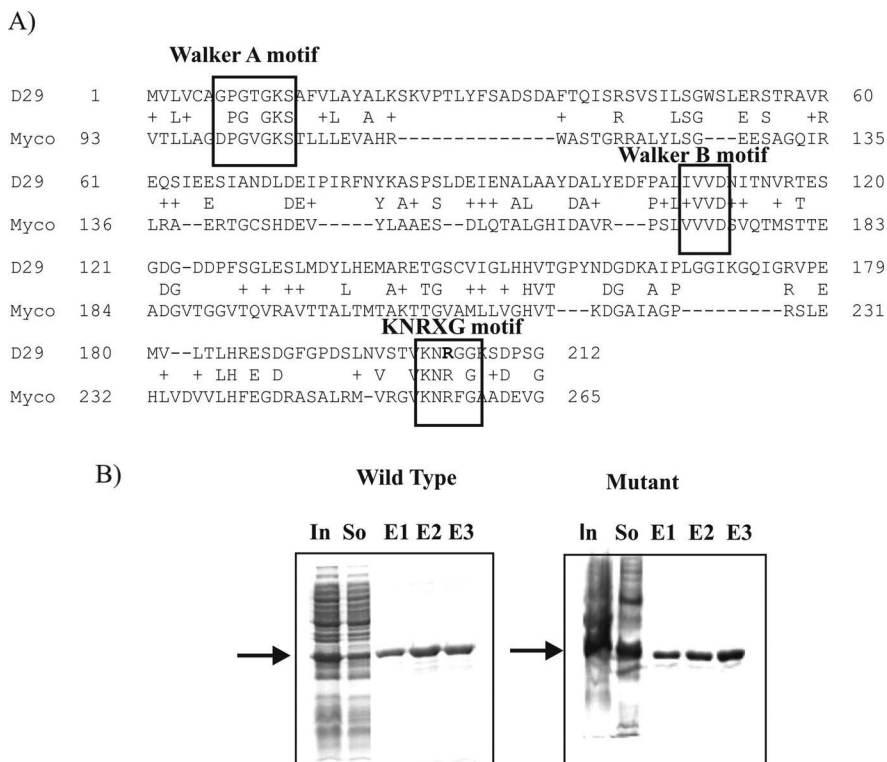 A)
Walker A motif
D29 1 MVLVCAGPGTGKSAFVLAYALKSKVPTLYFSADSDAFTQISRSVSILSGWSLERSTRAVR 60
+L+ PG GKS +L A + + R LSG E S +R
Myco 93 VTLLAGDPGVGKSTLLLEVAHR--------------WASTGRRALYLSG---EESAGQIR 135
Walker B motif
D29 61 EQSIEESIANDLDEIPIRFNYKASPSLDEIENALAAYDALYEDFPALIVVDNITNVRTES 120
++ E DE+ YA+ S +++ AL DA+ P+L+VVD++ + T
Myco 136 LRA--ERTGCSHDEV-----YLAAES--DLQTALGHIDAVR--PSLVVVDSVQTMSTTE 183
D29 121 GDG-DDPFSGLESLMDYLHEMARETGSCVIGLHHVTGPYNDGDKAIPLGGIKGQIGRVPE 179
DG + + ++ L A+ TG ++ +HVT DG A P R E
Myco 184 ADGVTGGVTQVRAVTTALTMTAKTTGVAMLLVGHVT---KDGAIAGP---------RSLE 231
KNRXG motif
D29 180 MV--LTLHRESDGFGPDSLNVSTVKNRGGKSDPSG 212
+ + LH E D + V VKNR G +D G
Myco 232 HLVDVVLHFEGDRASALRM-VRGVKNRFGAADEVG 265
B)
Wild Type Mutant
In So E1 E2 E3 In So E1 E2 E3